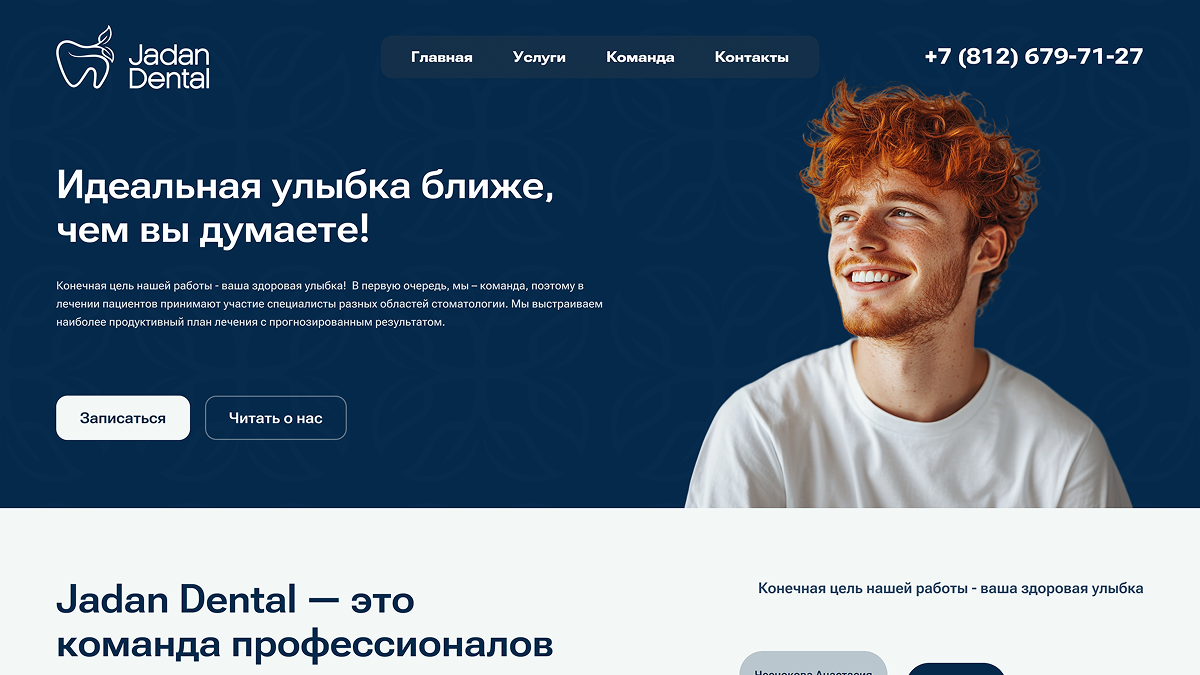 Jadan
Dental
Главная Услуги Команда Контакты
+7 (812) 679-71-27
Идеальная улыбка ближе,
чем вы думаете!
Конечная цель нашей работы - ваша здоровая улыбка! В первую очередь, мы – команда, поэтому в
лечении пациентов принимают участие специалисты разных областей стоматологии. Мы выстраиваем
наиболее продуктивный план лечения с прогнозированным результатом.
Записаться Читать о нас
Jadan Dental — это
команда профессионалов
Конечная цель нашей работы - ваша здоровая улыбка